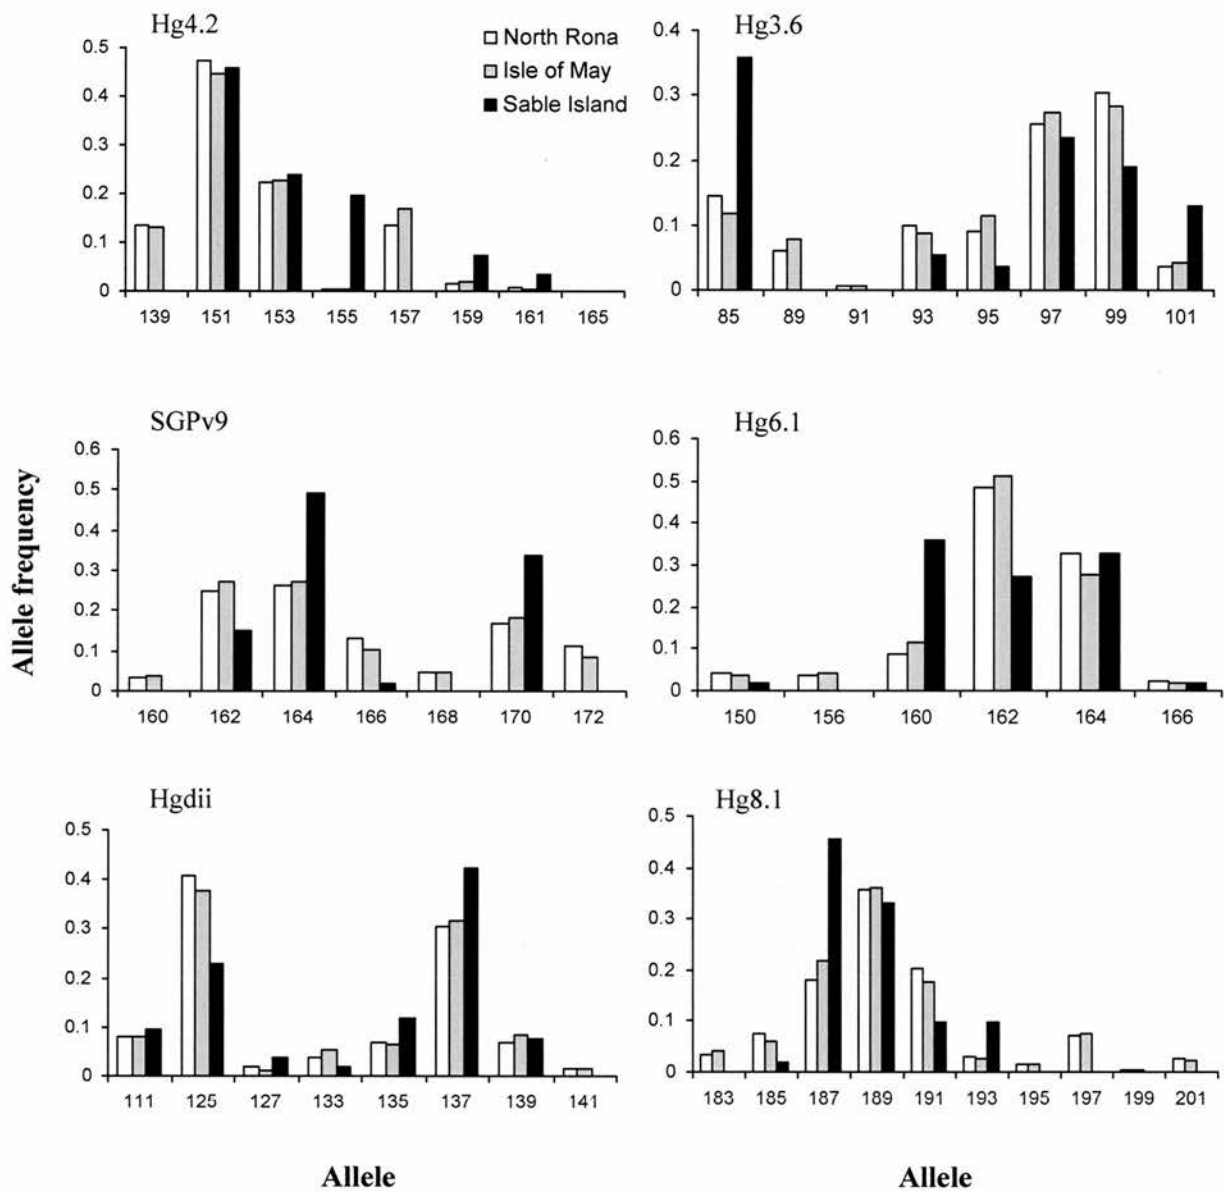 Hg4.2
North Rona
Isle of May
Sable Island
0.5
0.4
0.3
0.2
0.1
0
139 151 153 155 157 159 161 165
Hg3.6
0.4
0.3
0.2
0.1
0
85 89 91 93 95 97 99 101
Allele frequency
SGPv9
0.6
0.5
0.4
0.3
0.2
0.1
0
160 162 164 166 168 170 172
Hg6.1
0.6
0.5
0.4
0.3
0.2
0.1
0
150 156 160 162 164 166
Hgdii
0.5
0.4
0.3
0.2
0.1
0
111 125 127 133 135 137 139 141
Allele
Hg8.1
0.5
0.4
0.3
0.2
0.1
0
183 185 187 189 191 193 195 197 199 201
Allele